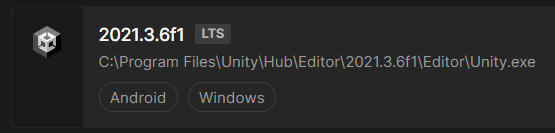 2021.3.6f1 LTS
C:\Program Files\Unity\Hub\Editor\2021.3.6f1\Editor\Unity.exe
Android Windows